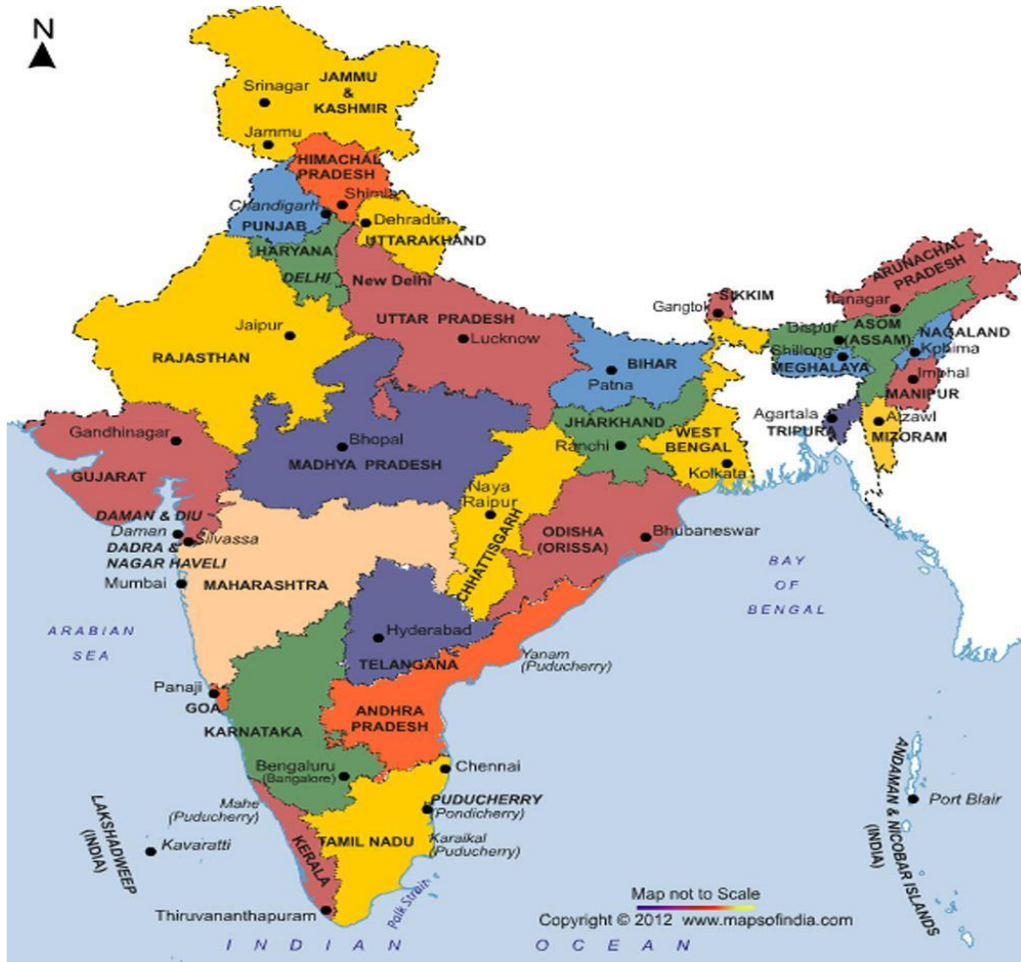 N
JAMMU
&
KASHMIR
Srinagar
Jammu
HIMACHAL
PRADESH
Shimla
Chandigarh
PUNJAB
Dehradun
UTTARAKHAND
HARYANA
DELHI
New Delhi
UTTAR PRADESH
Lucknow
Jaipur
RAJASTHAN
SIKKIM
Gangtok
ARUNACHAL
PRADESH
Itanagar
ASOM
(ASSAM)
Dispur
NAGALAND
Kohima
Shillong
MEGHALAYA
Imphal
MANIPUR
Agartala
TRIPURA
Aizawl
MIZORAM
BIHAR
Patna
JHARKHAND
Ranchi
WEST
BENGAL
Kolkata
Gandhinagar
GUJARAT
Bhopal
MADHYA PRADESH
Naya
Raipur
CHHATTISGARH
ODISHA
(ORISSA)
Bhubaneswar
DAMAN & DIU
Daman
Silvassa
DADRA &
NAGAR HAVELI
Mumbai
MAHARASHTRA
BAY
OF
BENGAL
ARABIAN
SEA
Hyderabad
TELANGANA
Yanam
(Puducherry)
Panaji
GOA
KARNATAKA
ANDHRA
PRADESH
Bengaluru
(Bangalore)
Chennai
Mahe
(Puducherry)
PUDUCHERRY
(Pondicherry)
KERALA
TAMIL NADU
Karaikal
(Puducherry)
LAKSHADWEEP
(INDIA)
Kavaratti
ANDAMAN & NICOBAR ISLANDS
(INDIA)
Port Blair
Thiruvananthapuram
Palk Strait
Map not to Scale
Copyright © 2012 www.mapsofindia.com
INDIAN OCEAN